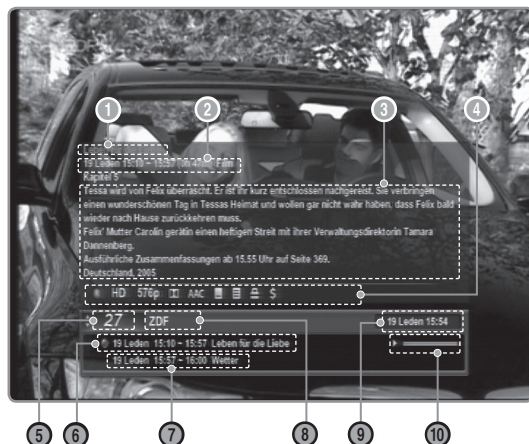 1 2 3 4
19 Leden 15:10 ~ 15:57 Film
Kapitel 5
Tessa wird von Felix überrascht. Er ist ihr kurz entschlossen nachgereist. Sie verbringen
einen wunderschönen Tag in Tessas Heimat und wollen gar nicht wahr haben, dass Felix bald
wieder nach Hause zurückkehren muss.
Felix' Mutter Carolin gerät in einen heftigen Streit mit ihrer Verwaltungsdirektorin Tamara
Dannenberg.
Ausführliche Zusammenfassungen ab 15.55 Uhr auf Seite 369.
Deutschland, 2005
HD 576p AAC $
27 ZDF 19 Leden 15:54
19 Leden 15:10 ~ 15:57 Leben für die Liebe
19 Leden 15:57 ~ 16:00 Wetter
5 6 7 8 9 10